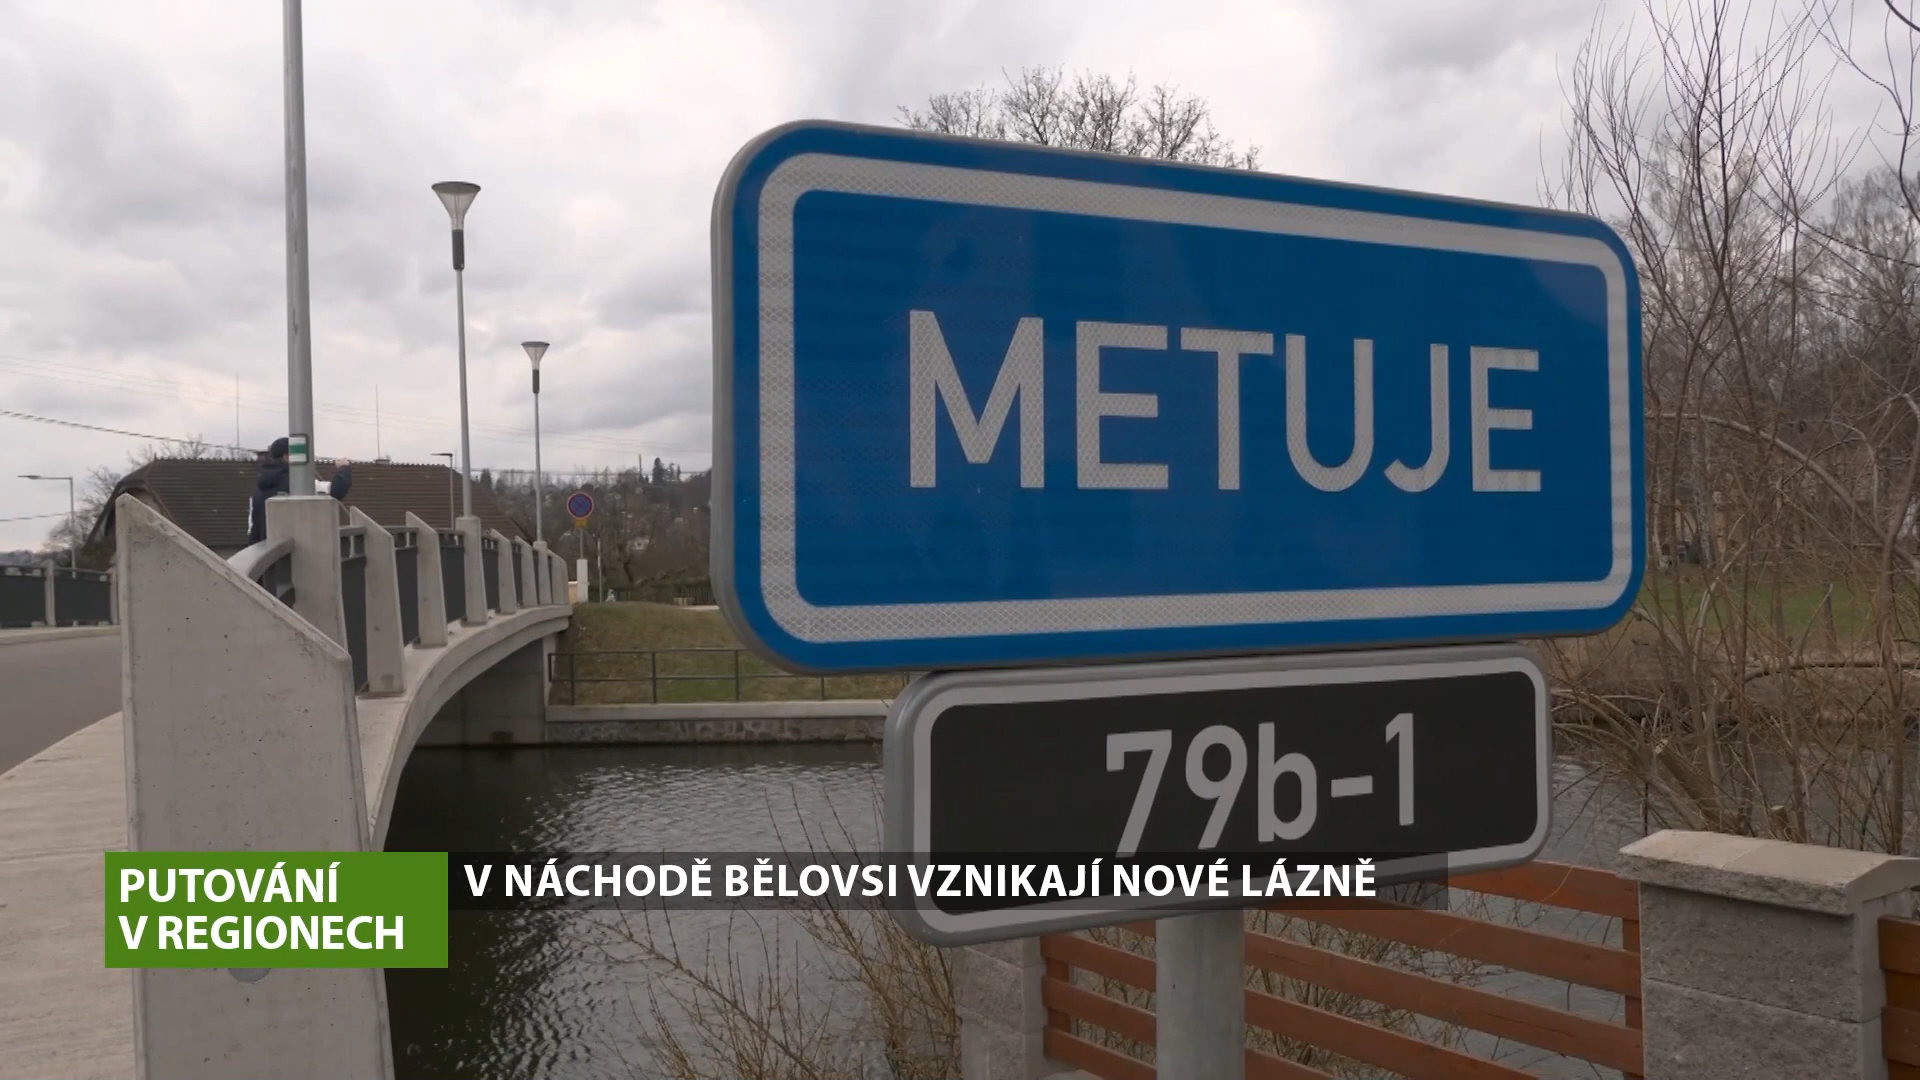 METUJE
79b-1
PUTOVÁNÍ
V REGIONECH
V NÁCHODĚ BĚLOVSI VZNIKAJÍ NOVÉ LÁZNĚ